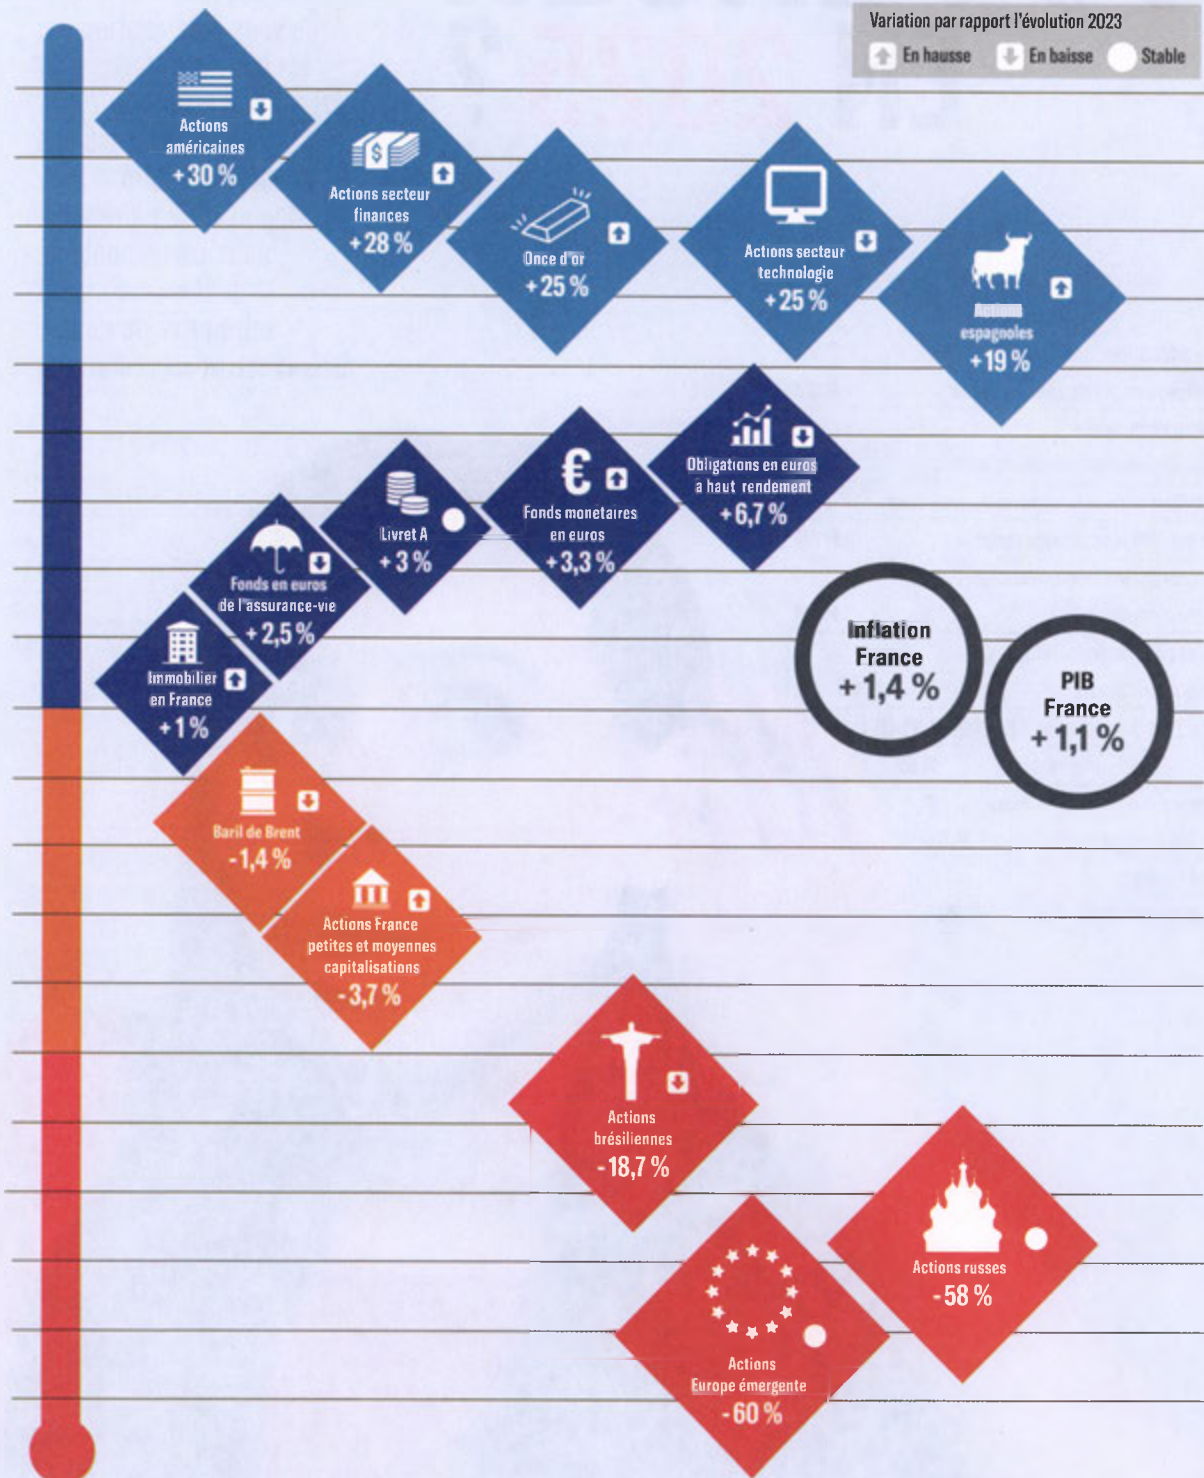 Variation par rapport l'évolution 2023
En hausse
En baisse
Stable
Actions
américaines
+30 %
Actions secteur
finances
+28 %
Once d'or
+25 %
Actions secteur
technologie
+25 %
Actions
espagnoles
+19 %
Obligations en euros
a haut rendement
+6,7 %
€
Fonds monetaires
en euros
+3,3 %
Livret A
+3 %
Fonds en euros
de l'assurance-vie
+2,5 %
Immobilier
en France
+1 %
Inflation
France
+ 1,4 %
PIB
France
+ 1,1 %
Baril de Brent
-1,4 %
Actions France
petites et moyennes
capitalisations
-3,7 %
Actions
brésiliennes
-18,7 %
Actions russes
-58 %
Actions
Europe émergente
-60 %
$